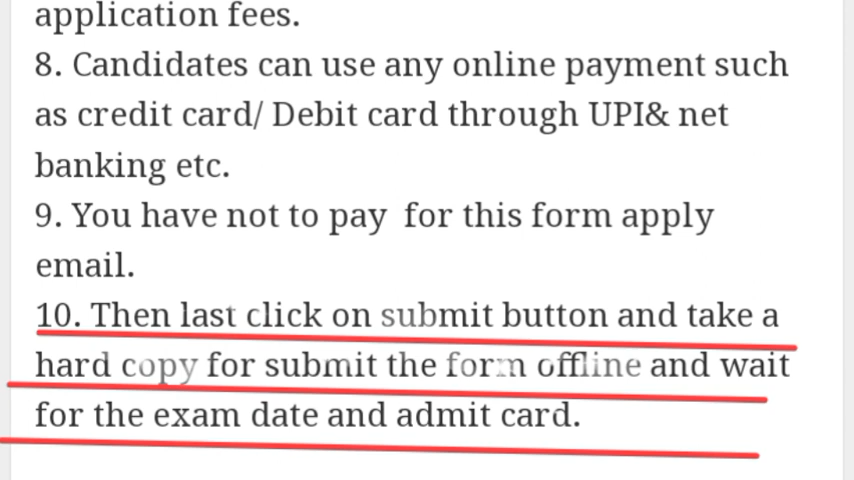 application fees.
8. Candidates can use any online payment such
as credit card/ Debit card through UPI& net
banking etc.
9. You have not to pay  for this form apply
email.
10. Then last click on submit button and take a
hard copy for submit the form offline and wait
for the exam date and admit card.